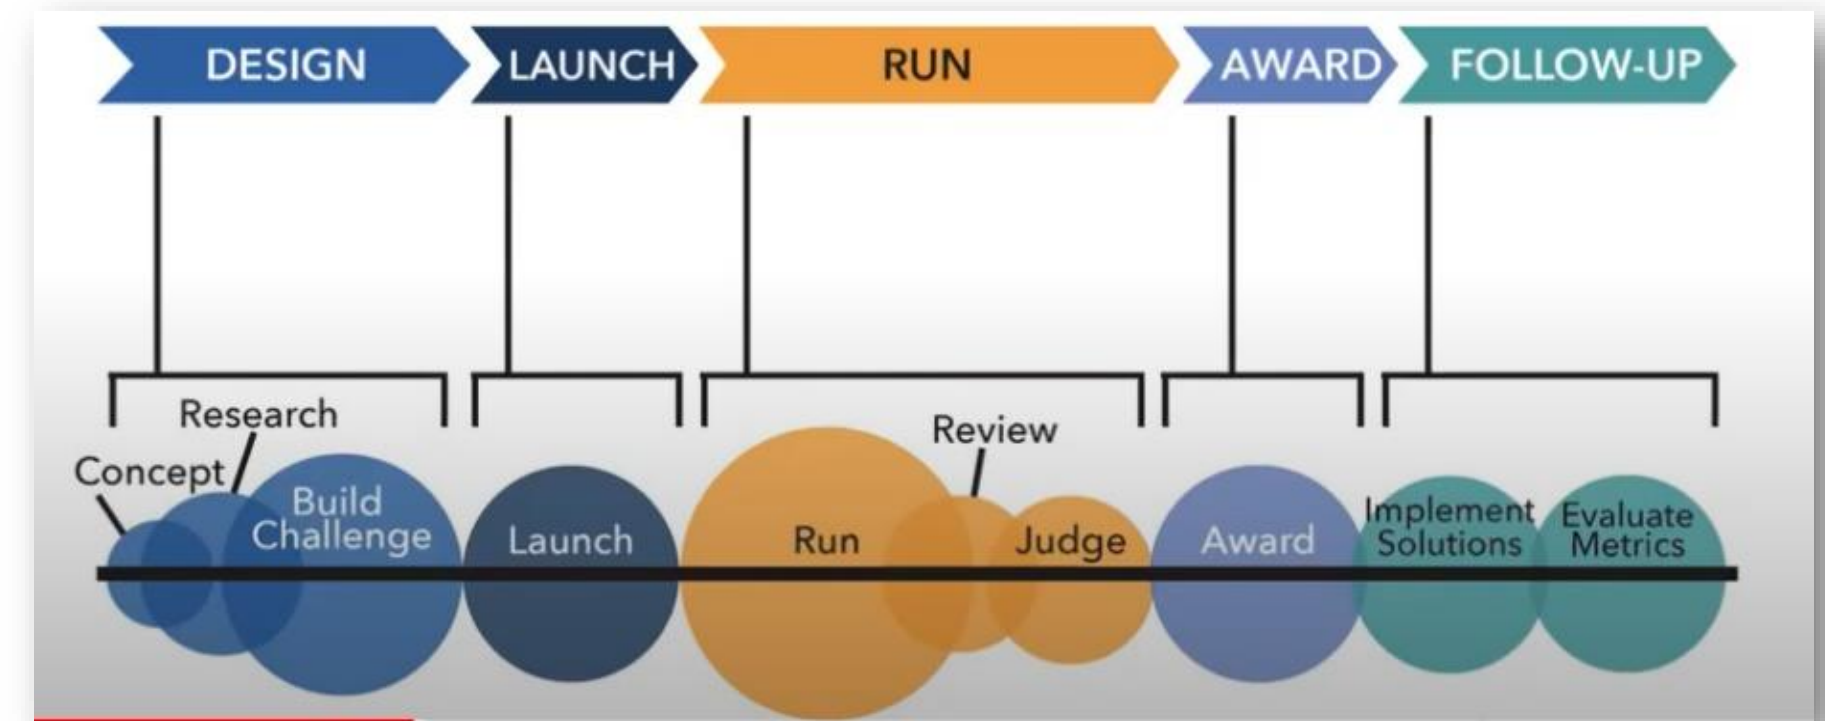 DESIGN
LAUNCH
RUN
AWARD
FOLLOW-UP
Concept
Research
Build
Challenge
Launch
Run
Review
Judge
Award
Implement
Solutions
Evaluate
Metrics